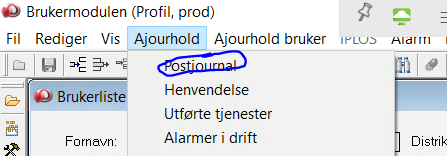 Brukermodulen (Profil, prod)
Fil Rediger Vis Ajourhold Ajourhold bruker IPLOS Alarm
Postjournal
Brukerliste
Henvendelse
Utførte tjenester
Fornavn:
Alarmer i drift
Distrik